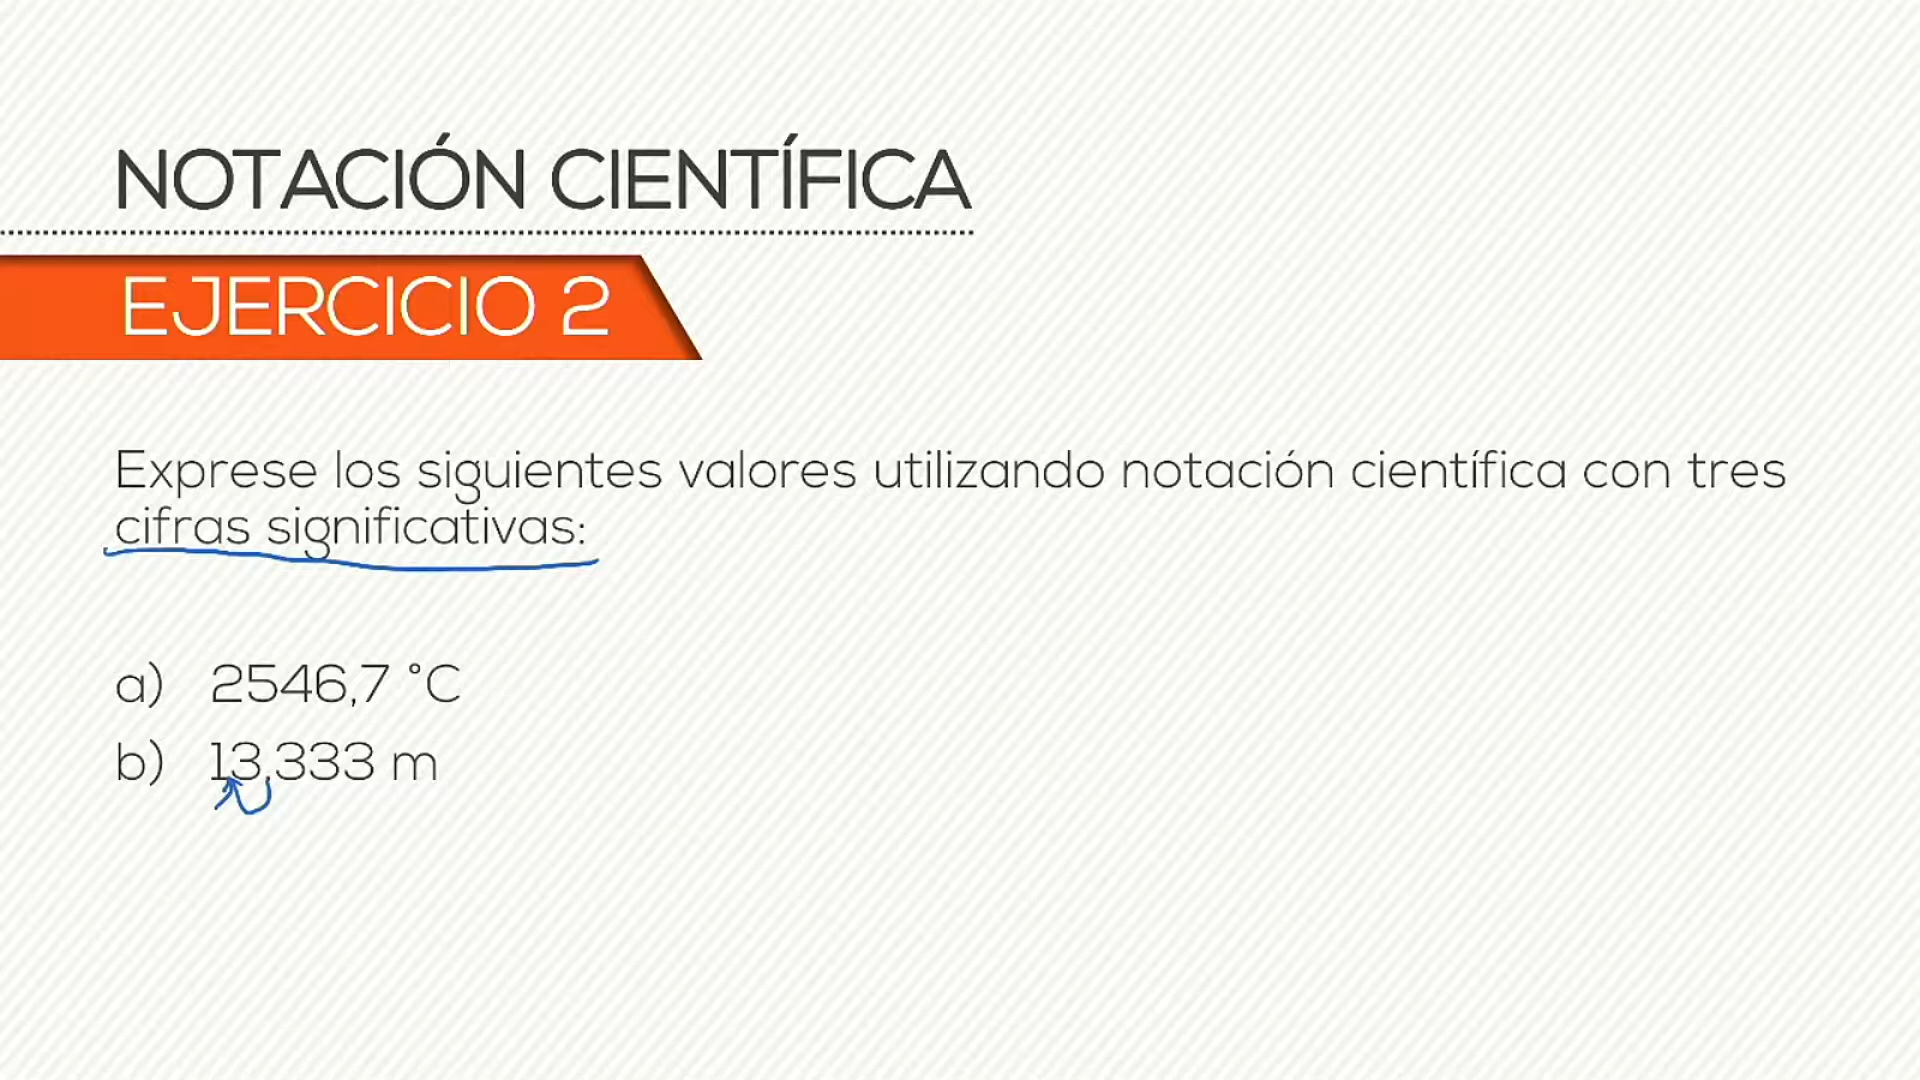 NOTACIÓN CIENTÍFICA
EJERCICIO 2
Exprese los siguientes valores utilizando notación científica con tres
cifras significativas:
a) 2546,7 °C
b) 13,333 m